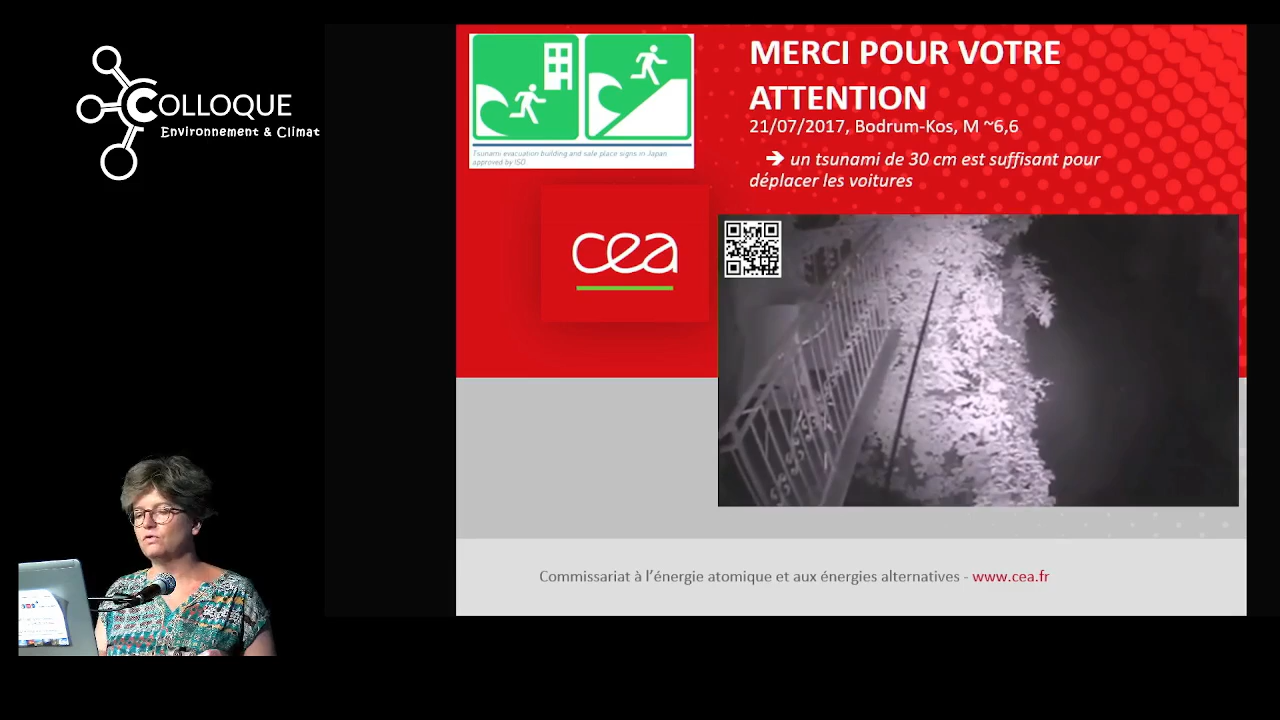 COLLOQUE
Environnement & Climat
MERCI POUR VOTRE
ATTENTION
21/07/2017, Bodrum-Kos, M ~6,6
➔ un tsunami de 30 cm est suffisant pour
déplacer les voitures
Tsunami evacuation building and safe place signs in Japan
approved by ISO
cea
Commissariat à l’énergie atomique et aux énergies alternatives - www.cea.fr